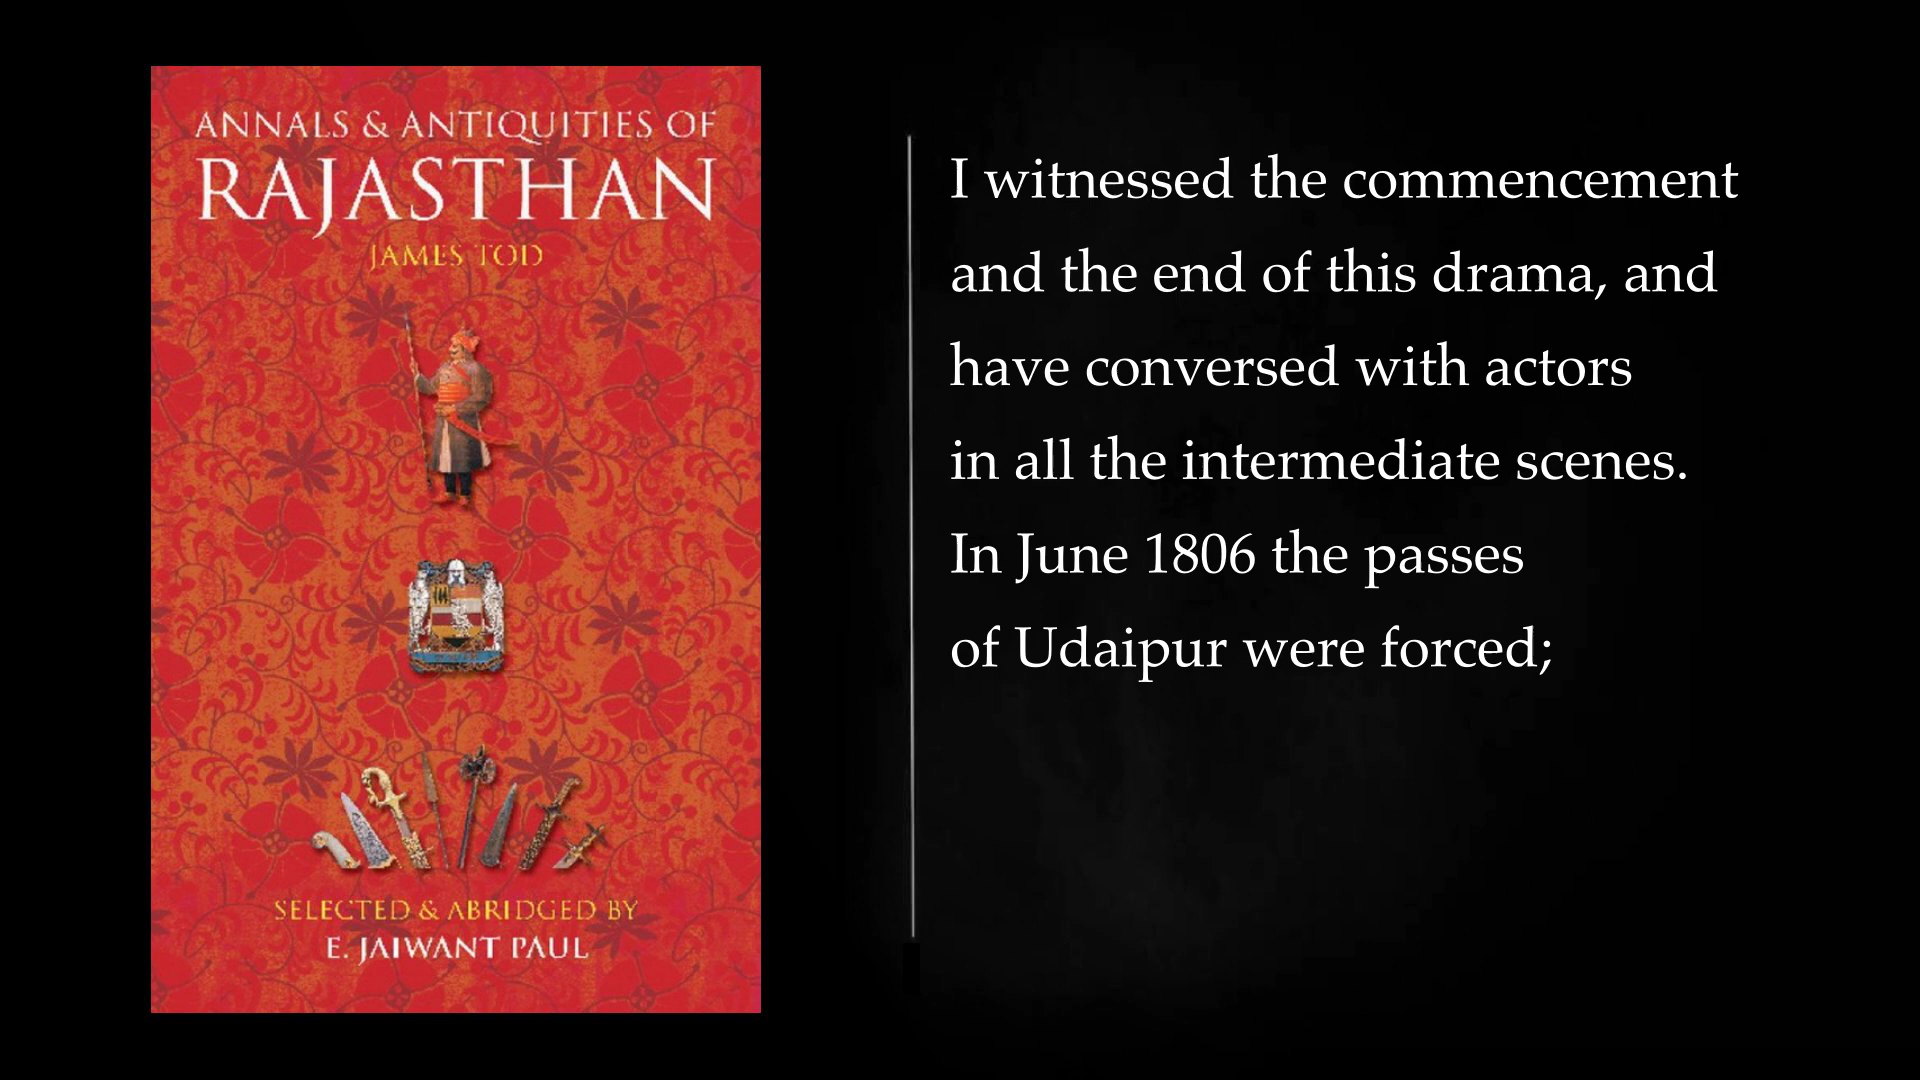 ANNALS & ANTIQUITIES OF
RAJASTHAN
JAMES TOD
SELECTED & ABRIDGED BY
E. JAIWANT PAUL
I witnessed the commencement
and the end of this drama, and
have conversed with actors
in all the intermediate scenes.
In June 1806 the passes
of Udaipur were forced;